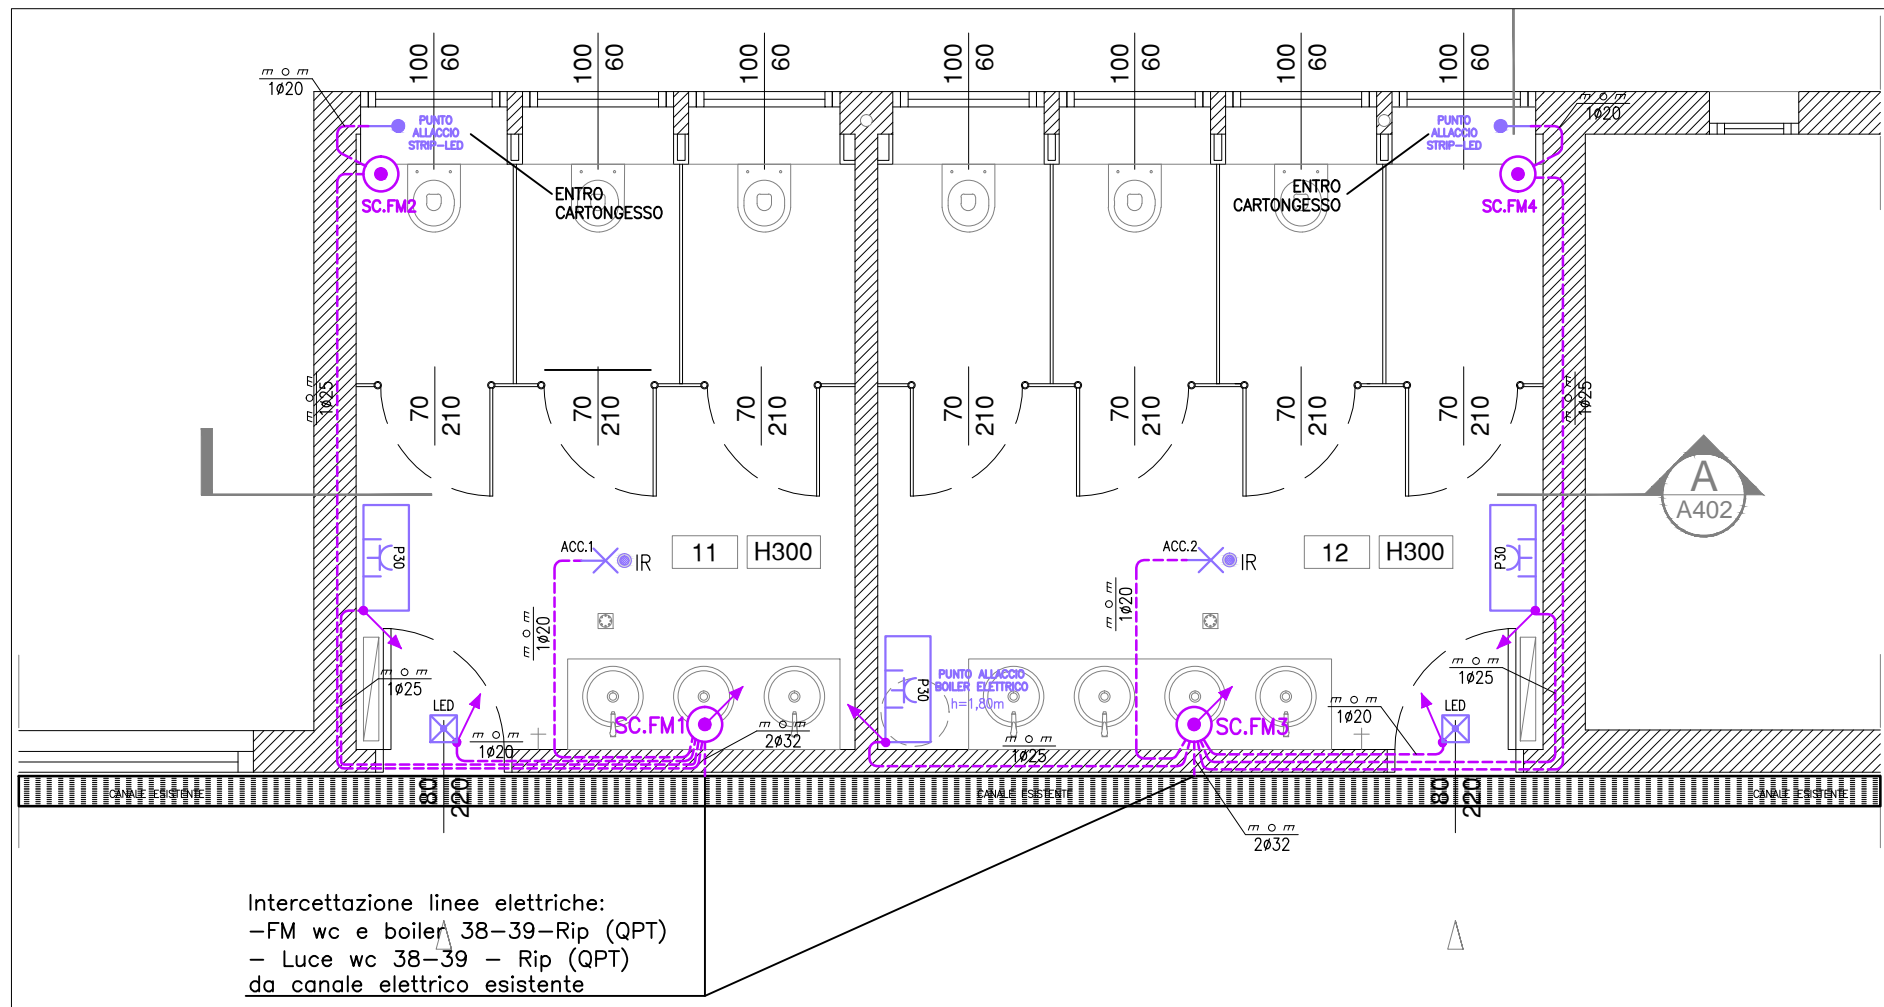 100 60
100 60
100 60
100 60
100 60
100 60
E O E
1ø20
E O E
1ø20
PUNTO
ALLACCIO
STRIP-LED
PUNTO
ALLACCIO
STRIP-LED
SC.FM2
ENTRO
CARTONGESSO
ENTRO
CARTONGESSO
SC.FM4
E O E
1ø25
70 210
70 210
70 210
70 210
70 210
70 210
E O E
1ø25
A
A402
P30
ACC.1
IR
11
H300
ACC.2
IR
12
H300
P30
E O E
1ø20
E O E
1ø20
E O E
1ø25
P30
PUNTO ALLACCIO
BOILER ELETTRICO
h=1,80m
E O E
1ø25
LED
SC.FM1
E O E
2ø32
E O E
1ø20
SC.FM3
E O E
1ø25
E O E
1ø20
LED
CANALE ESISTENTE
80 220
CANALE ESISTENTE
80 220
CANALE ESISTENTE
E O E
2ø32
Intercettazione linee elettriche:
-FM wc e boiler 38-39-Rip (QPT)
- Luce wc 38-39 - Rip (QPT)
da canale elettrico esistente